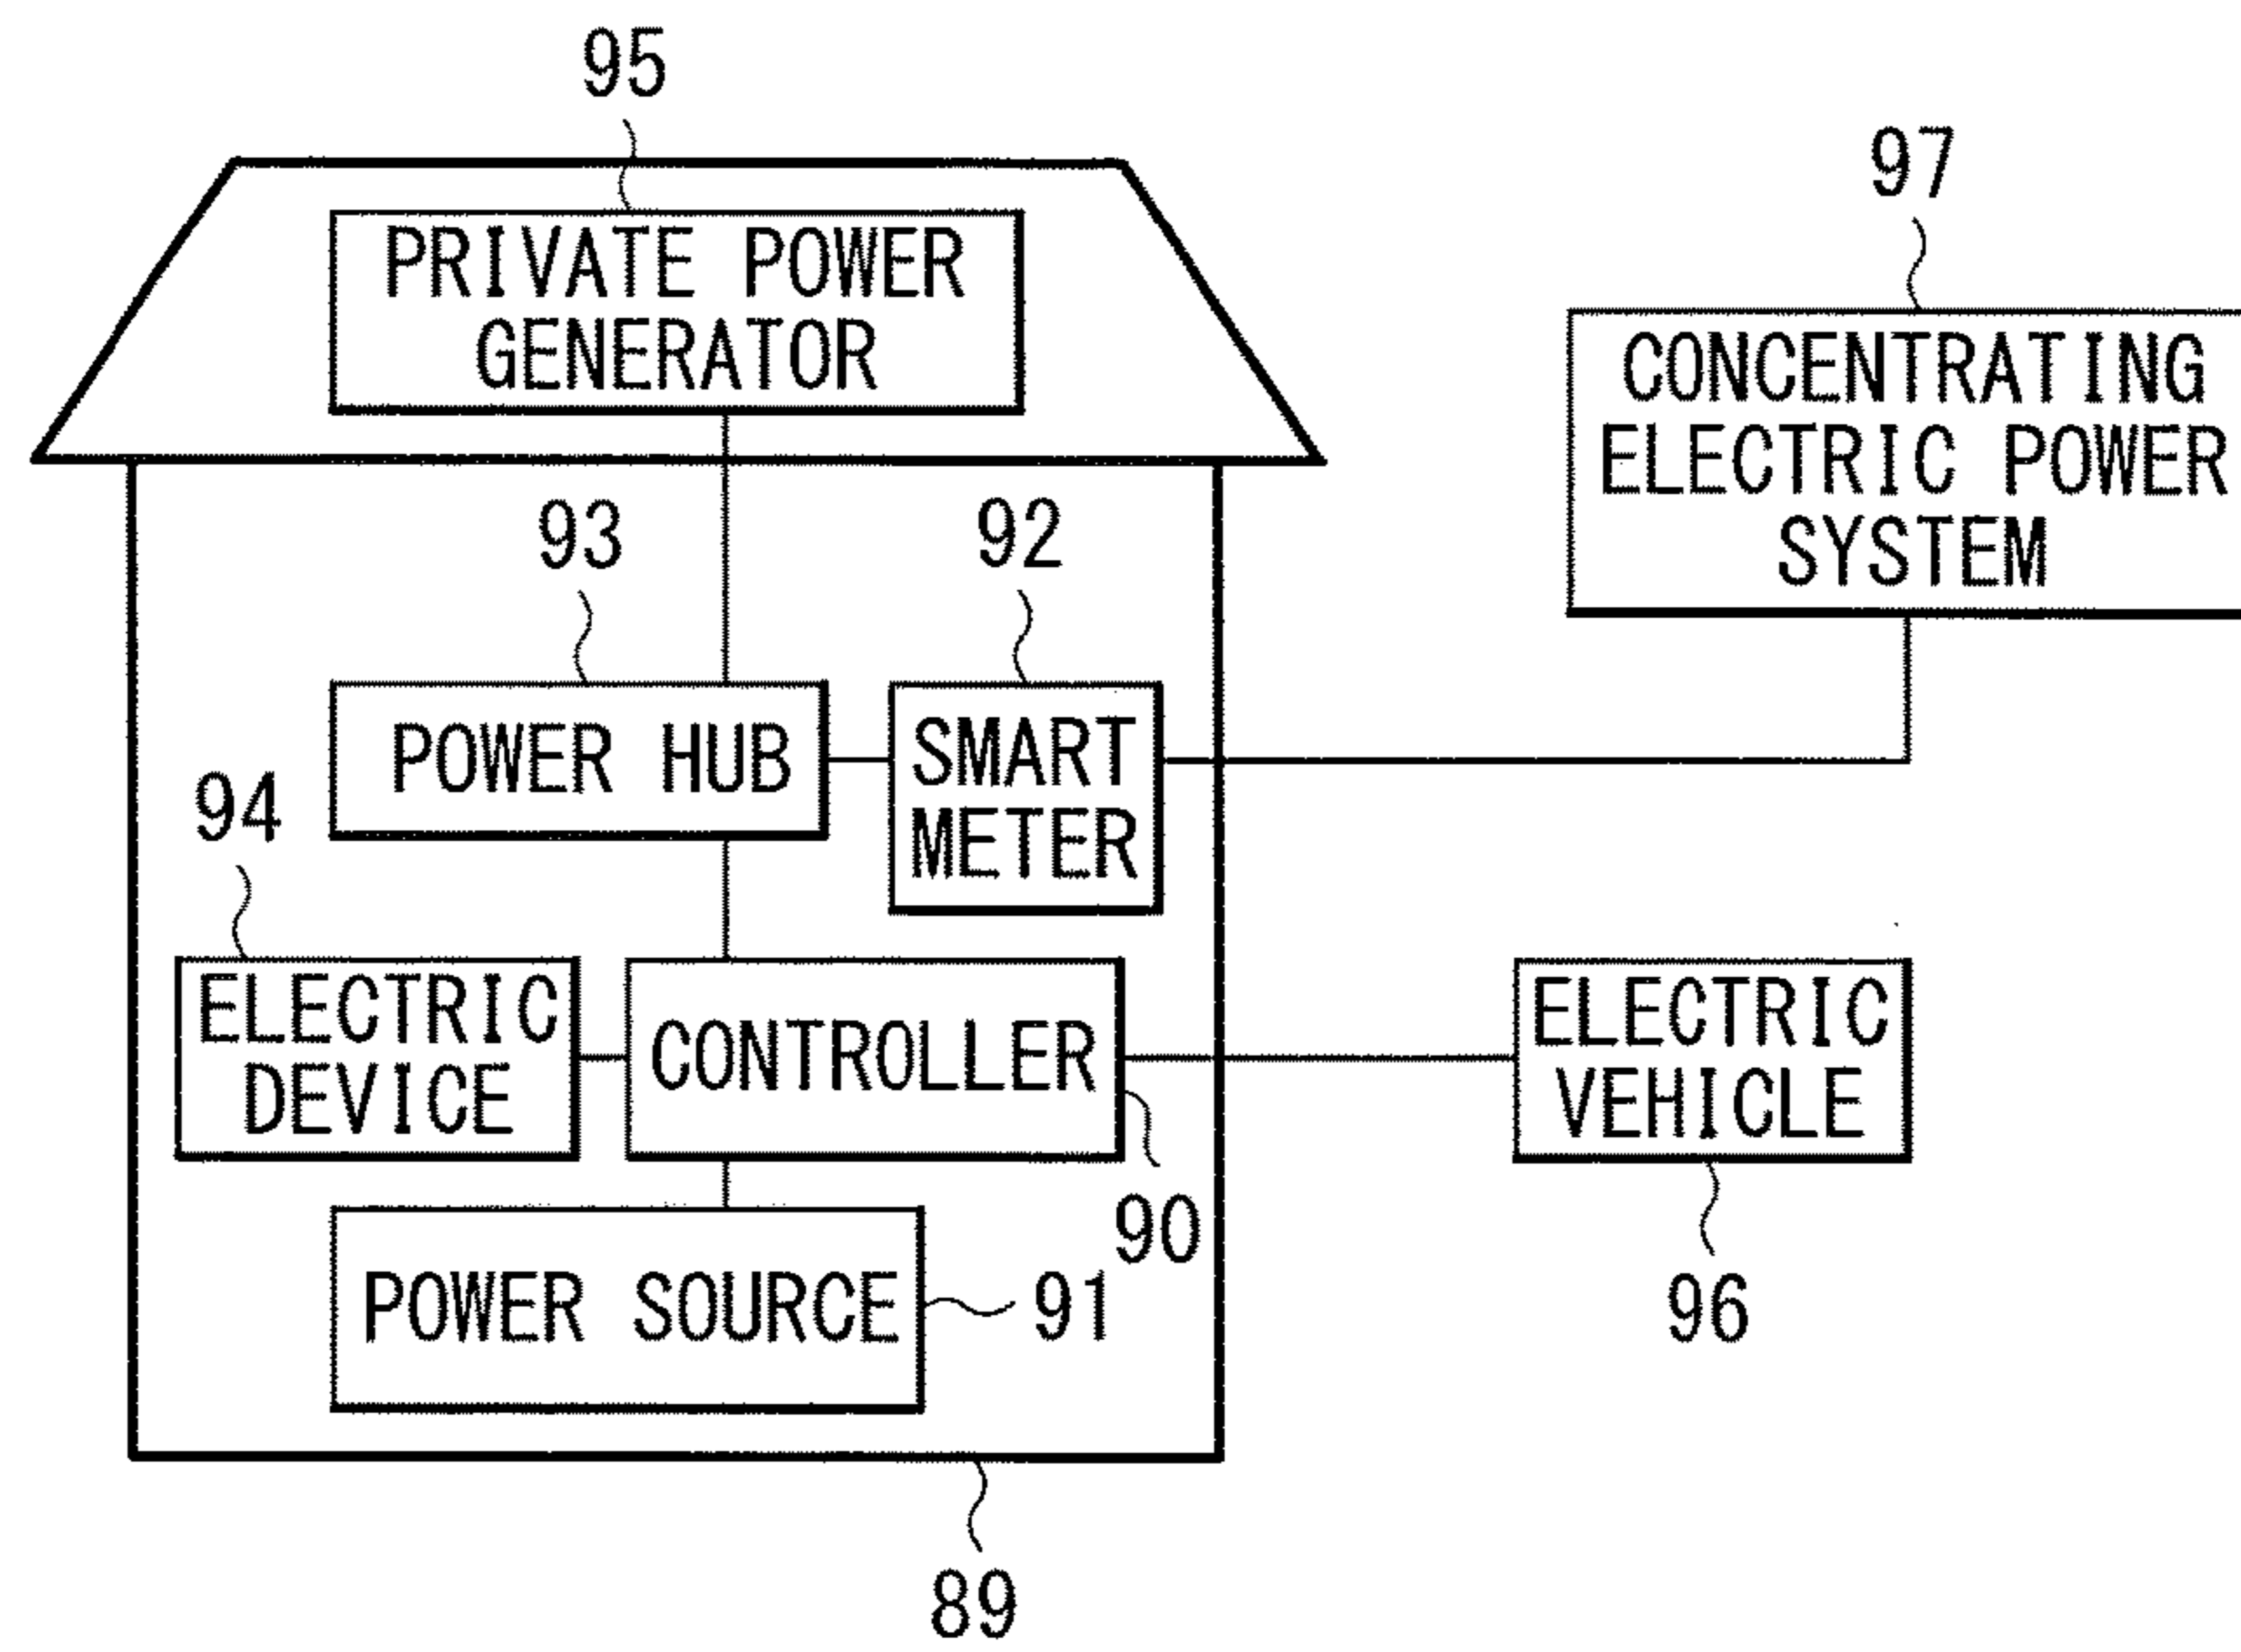 95
PRIVATE POWER
GENERATOR
97
CONCENTRATING
ELECTRIC POWER
SYSTEM
93
92
POWER HUB
SMART
METER
94
ELECTRIC
DEVICE
CONTROLLER
90
ELECTRIC
VEHICLE
96
POWER SOURCE
91
89